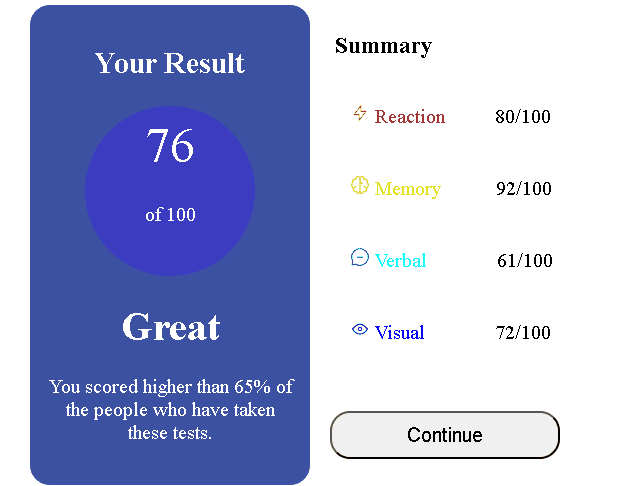 Your Result
76
of 100
Great
You scored higher than 65% of
the people who have taken
these tests.
Summary
Reaction 80/100
Memory 92/100
Verbal 61/100
Visual 72/100
Continue